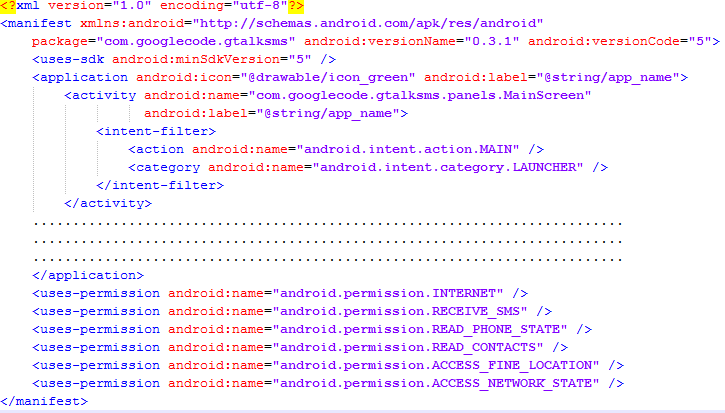 <?xml version="1.0" encoding="utf-8"?>
<manifest xmlns:android="http://schemas.android.com/apk/res/android"
package="com.googlecode.gtalksms" android:versionName="0.3.1" android:versionCode="5">
<uses-sdk android:minSdkVersion="5" />
<application android:icon="@drawable/icon_green" android:label="@string/app_name">
<activity android:name="com.googlecode.gtalksms.panels.MainScreen"
android:label="@string/app_name">
<intent-filter>
<action android:name="android.intent.action.MAIN" />
<category android:name="android.intent.category.LAUNCHER" />
</intent-filter>
</activity>
..........................................................................
..........................................................................
..........................................................................
</application>
<uses-permission android:name="android.permission.INTERNET" />
<uses-permission android:name="android.permission.RECEIVE_SMS" />
<uses-permission android:name="android.permission.READ_PHONE_STATE" />
<uses-permission android:name="android.permission.READ_CONTACTS" />
<uses-permission android:name="android.permission.ACCESS_FINE_LOCATION" />
<uses-permission android:name="android.permission.ACCESS_NETWORK_STATE" />
</manifest>